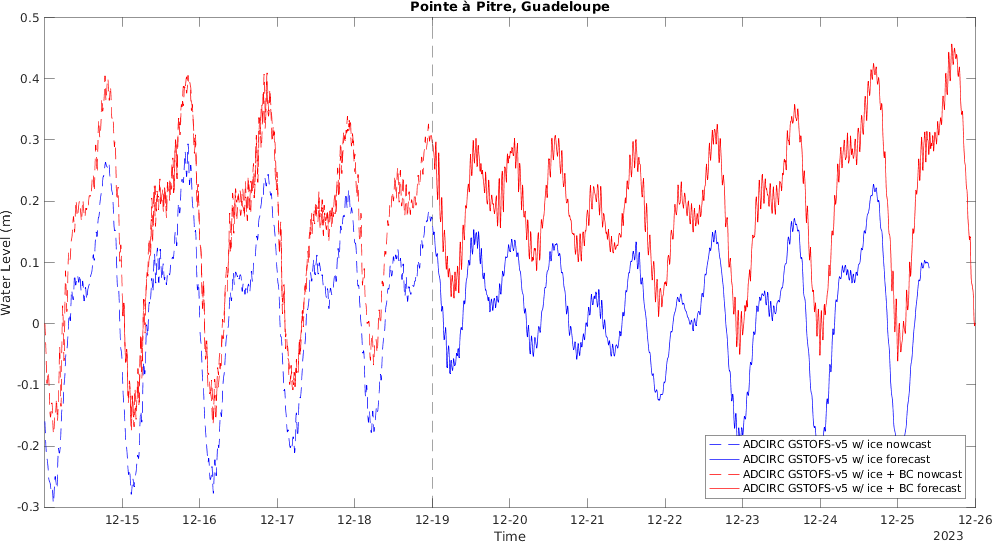 Pointe à Pitre, Guadeloupe
0.5
0.4
0.3
0.2
0.1
0
-0.1
-0.2
-0.3
Water Level (m)
12-15 12-16 12-17 12-18 12-19 12-20 12-21 12-22 12-23 12-24 12-25 12-26
Time
2023
ADCIRC GSTOFS-v5 w/ ice nowcast
ADCIRC GSTOFS-v5 w/ ice forecast
ADCIRC GSTOFS-v5 w/ ice + BC nowcast
ADCIRC GSTOFS-v5 w/ ice + BC forecast